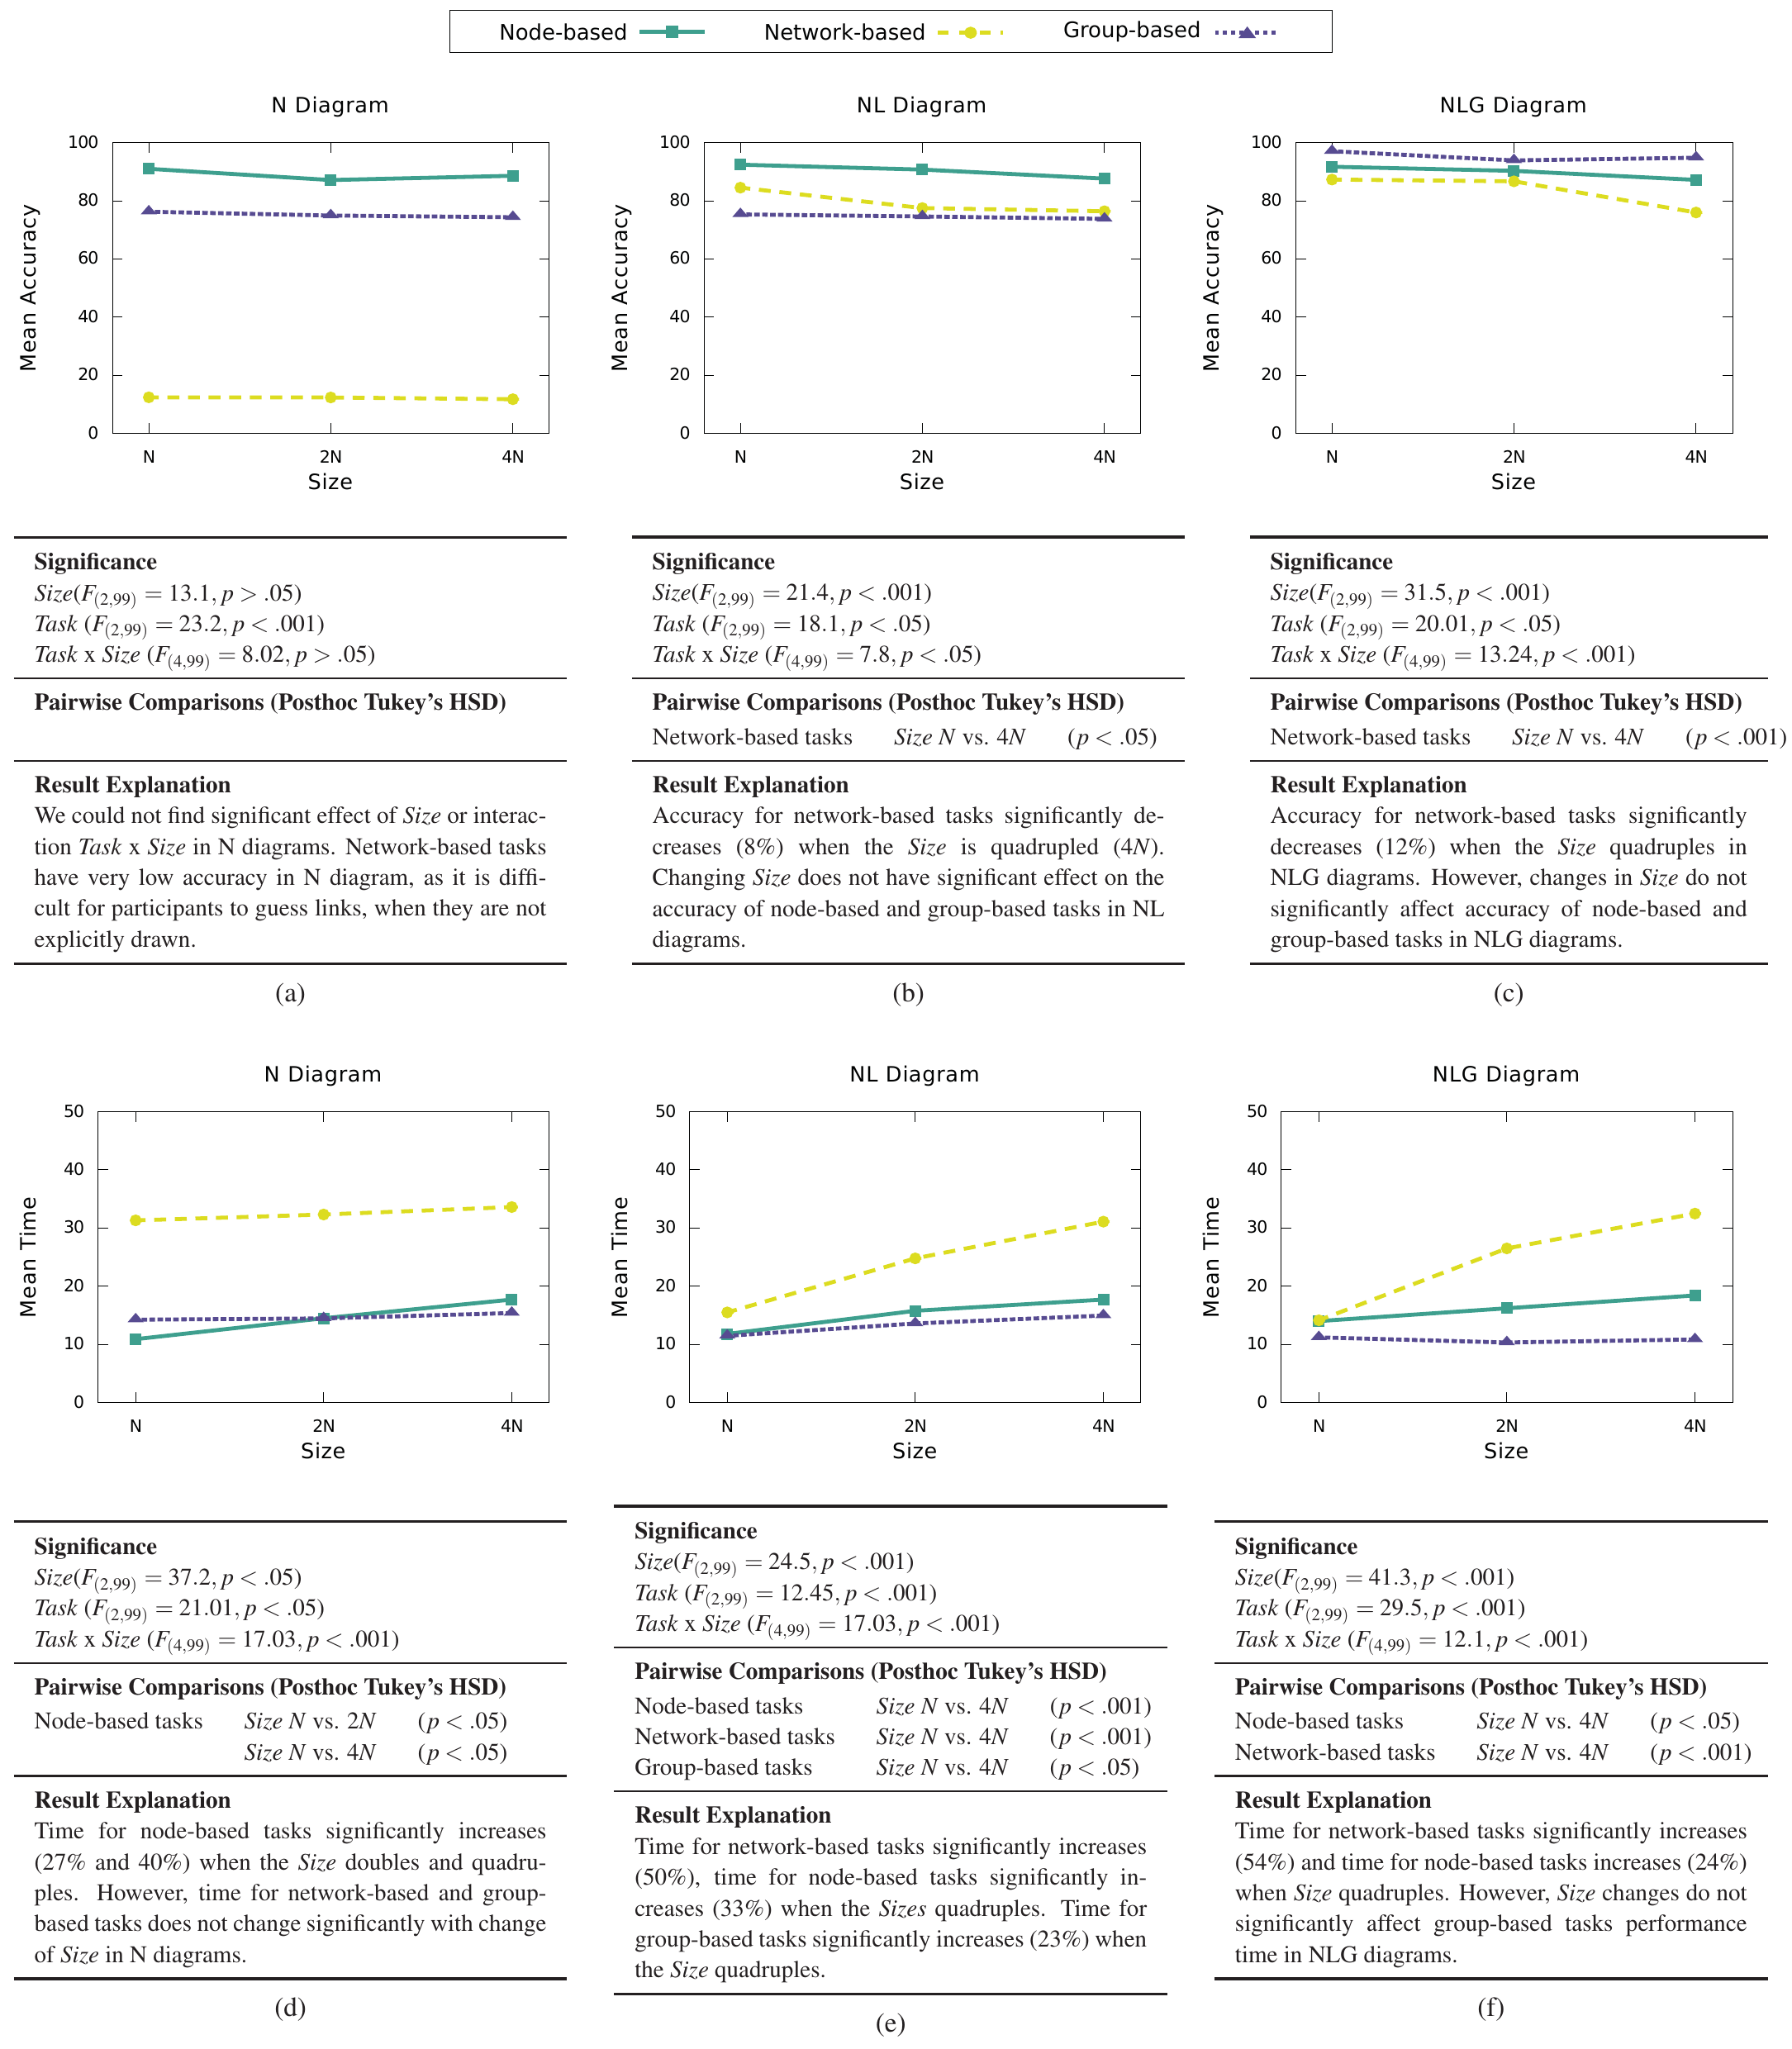 Node-based Network-based Group-based
N Diagram
100
80
60
40
20
0
Mean Accuracy
N 2N 4N
Size
NL Diagram
100
80
60
40
20
0
Mean Accuracy
N 2N 4N
Size
NLG Diagram
100
80
60
40
20
0
Mean Accuracy
N 2N 4N
Size
Significance
Size(F(2,99) = 13.1, p > .05)
Task (F(2,99) = 23.2, p < .001)
Task x Size (F(4,99) = 8.02, p > .05)
Pairwise Comparisons (Posthoc Tukey's HSD)
Result Explanation
We could not find significant effect of Size or interac-
tion Task x Size in N diagrams. Network-based tasks
have very low accuracy in N diagram, as it is diffi-
cult for participants to guess links, when they are not
explicitly drawn.
(a)
Significance
Size(F(2,99) = 21.4, p < .001)
Task (F(2,99) = 18.1, p < .05)
Task x Size (F(4,99) = 7.8, p < .05)
Pairwise Comparisons (Posthoc Tukey's HSD)
Network-based tasks Size N vs. 4N (p < .05)
Result Explanation
Accuracy for network-based tasks significantly de-
creases (8%) when the Size is quadrupled (4N).
Changing Size does not have significant effect on the
accuracy of node-based and group-based tasks in NL
diagrams.
(b)
Significance
Size(F(2,99) = 31.5, p < .001)
Task (F(2,99) = 20.01, p < .05)
Task x Size (F(4,99) = 13.24, p < .001)
Pairwise Comparisons (Posthoc Tukey's HSD)
Network-based tasks Size N vs. 4N (p < .001)
Result Explanation
Accuracy for network-based tasks significantly
decreases (12%) when the Size quadruples in
NLG diagrams. However, changes in Size do not
significantly affect accuracy of node-based and
group-based tasks in NLG diagrams.
(c)
N Diagram
50
40
30
20
10
0
Mean Time
N 2N 4N
Size
NL Diagram
50
40
30
20
10
0
Mean Time
N 2N 4N
Size
NLG Diagram
50
40
30
20
10
0
Mean Time
N 2N 4N
Size
Significance
Size(F(2,99) = 37.2, p < .05)
Task (F(2,99) = 21.01, p < .05)
Task x Size (F(4,99) = 17.03, p < .001)
Pairwise Comparisons (Posthoc Tukey's HSD)
Node-based tasks Size N vs. 2N (p < .05)
Size N vs. 4N (p < .05)
Result Explanation
Time for node-based tasks significantly increases
(27% and 40%) when the Size doubles and quadru-
ples. However, time for network-based and group-
based tasks does not change significantly with change
of Size in N diagrams.
(d)
Significance
Size(F(2,99) = 24.5, p < .001)
Task (F(2,99) = 12.45, p < .001)
Task x Size (F(4,99) = 17.03, p < .001)
Pairwise Comparisons (Posthoc Tukey's HSD)
Node-based tasks Size N vs. 4N (p < .001)
Network-based tasks Size N vs. 4N (p < .001)
Group-based tasks Size N vs. 4N (p < .05)
Result Explanation
Time for network-based tasks significantly increases
(50%), time for node-based tasks significantly in-
creases (33%) when the Sizes quadruples. Time for
group-based tasks significantly increases (23%) when
the Size quadruples.
(e)
Significance
Size(F(2,99) = 41.3, p < .001)
Task (F(2,99) = 29.5, p < .001)
Task x Size (F(4,99) = 12.1, p < .001)
Pairwise Comparisons (Posthoc Tukey's HSD)
Node-based tasks Size N vs. 4N (p < .05)
Network-based tasks Size N vs. 4N (p < .001)
Result Explanation
Time for network-based tasks significantly increases
(54%) and time for node-based tasks increases (24%)
when Size quadruples. However, Size changes do not
significantly affect group-based tasks performance
time in NLG diagrams.
(f)